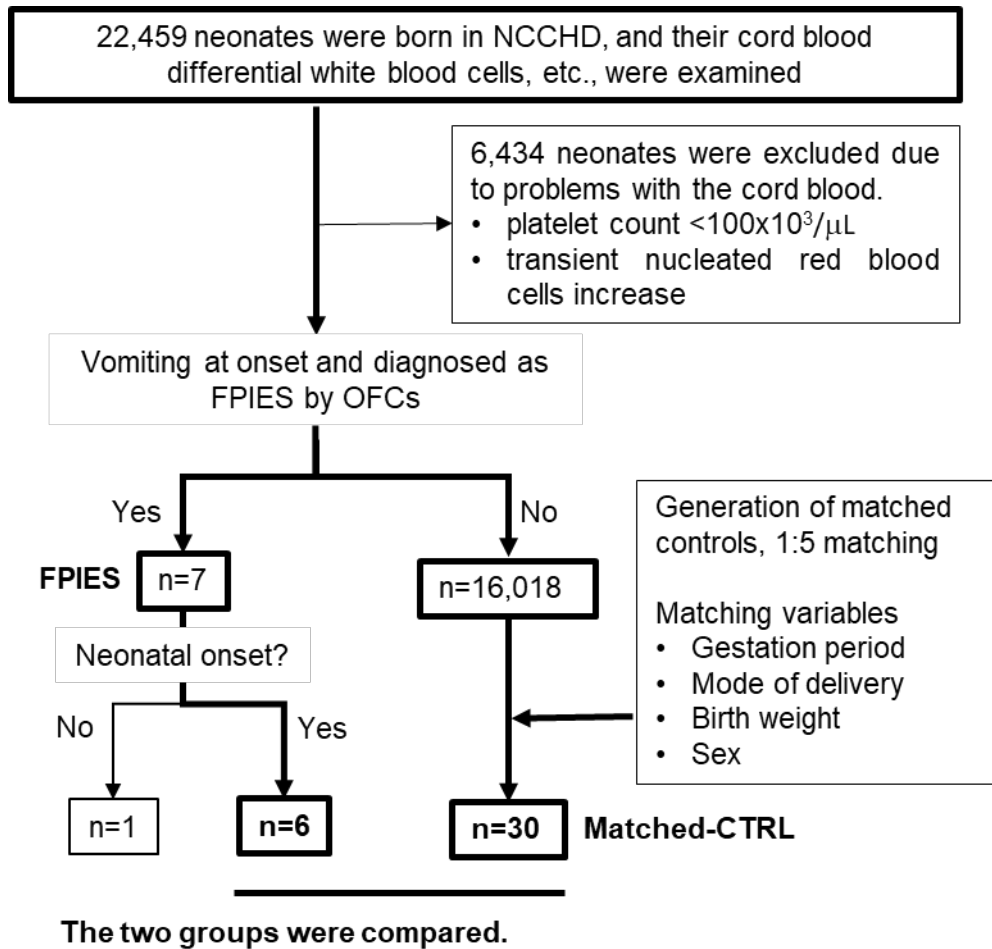 22,459 neonates were born in NCCHD, and their cord blood
differential white blood cells, etc., were examined
6,434 neonates were excluded due
to problems with the cord blood.
• platelet count <100x10³/μL
• transient nucleated red blood
cells increase
Vomiting at onset and diagnosed as
FPIES by OFCs
Yes
No
FPIES
n=7
n=16,018
Generation of matched
controls, 1:5 matching
Matching variables
• Gestation period
• Mode of delivery
• Birth weight
• Sex
Neonatal onset?
No
Yes
n=1
n=6
n=30
Matched-CTRL
The two groups were compared.